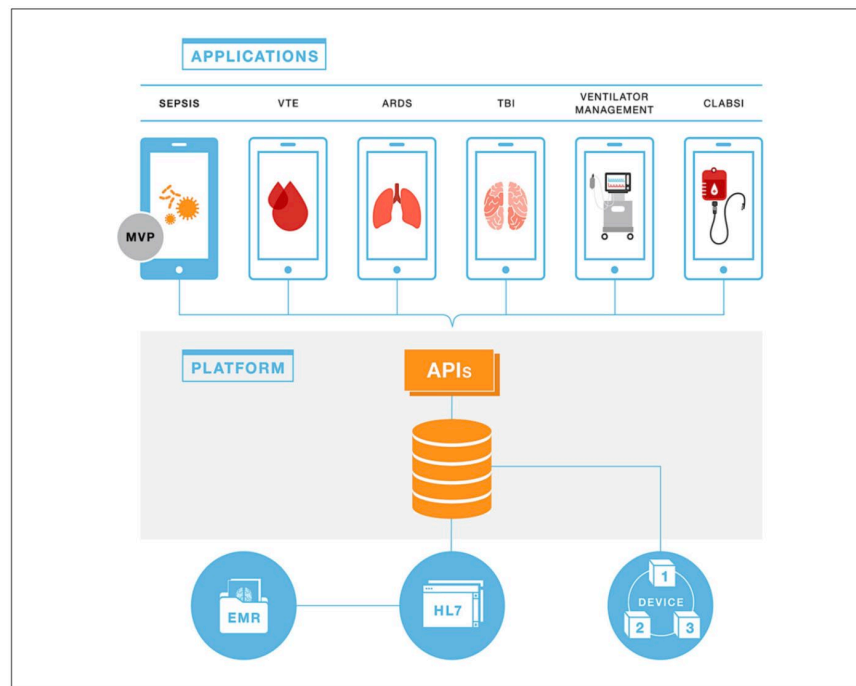 APPLICATIONS
SEPSIS
VTE
ARDS
TBI
VENTILATOR
MANAGEMENT
CLABSI
MVP
PLATFORM
APIs
EMR
HL7
1
DEVICE
2
3